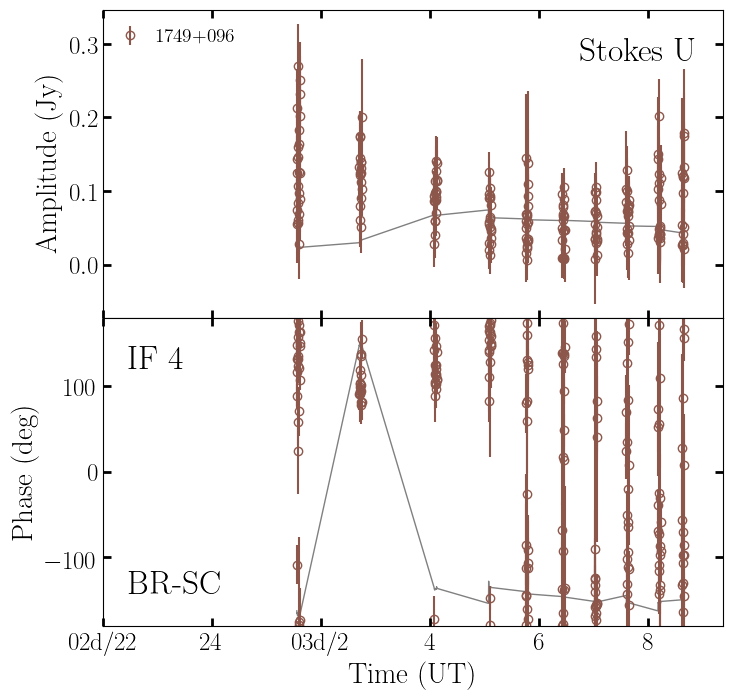 1749+096
Stokes U
0.3
0.2
0.1
0.0
Amplitude (Jy)
IF 4
100
0
−100
Phase (deg)
BR-SC
02d/22 24 03d/2 4 6 8
Time (UT)